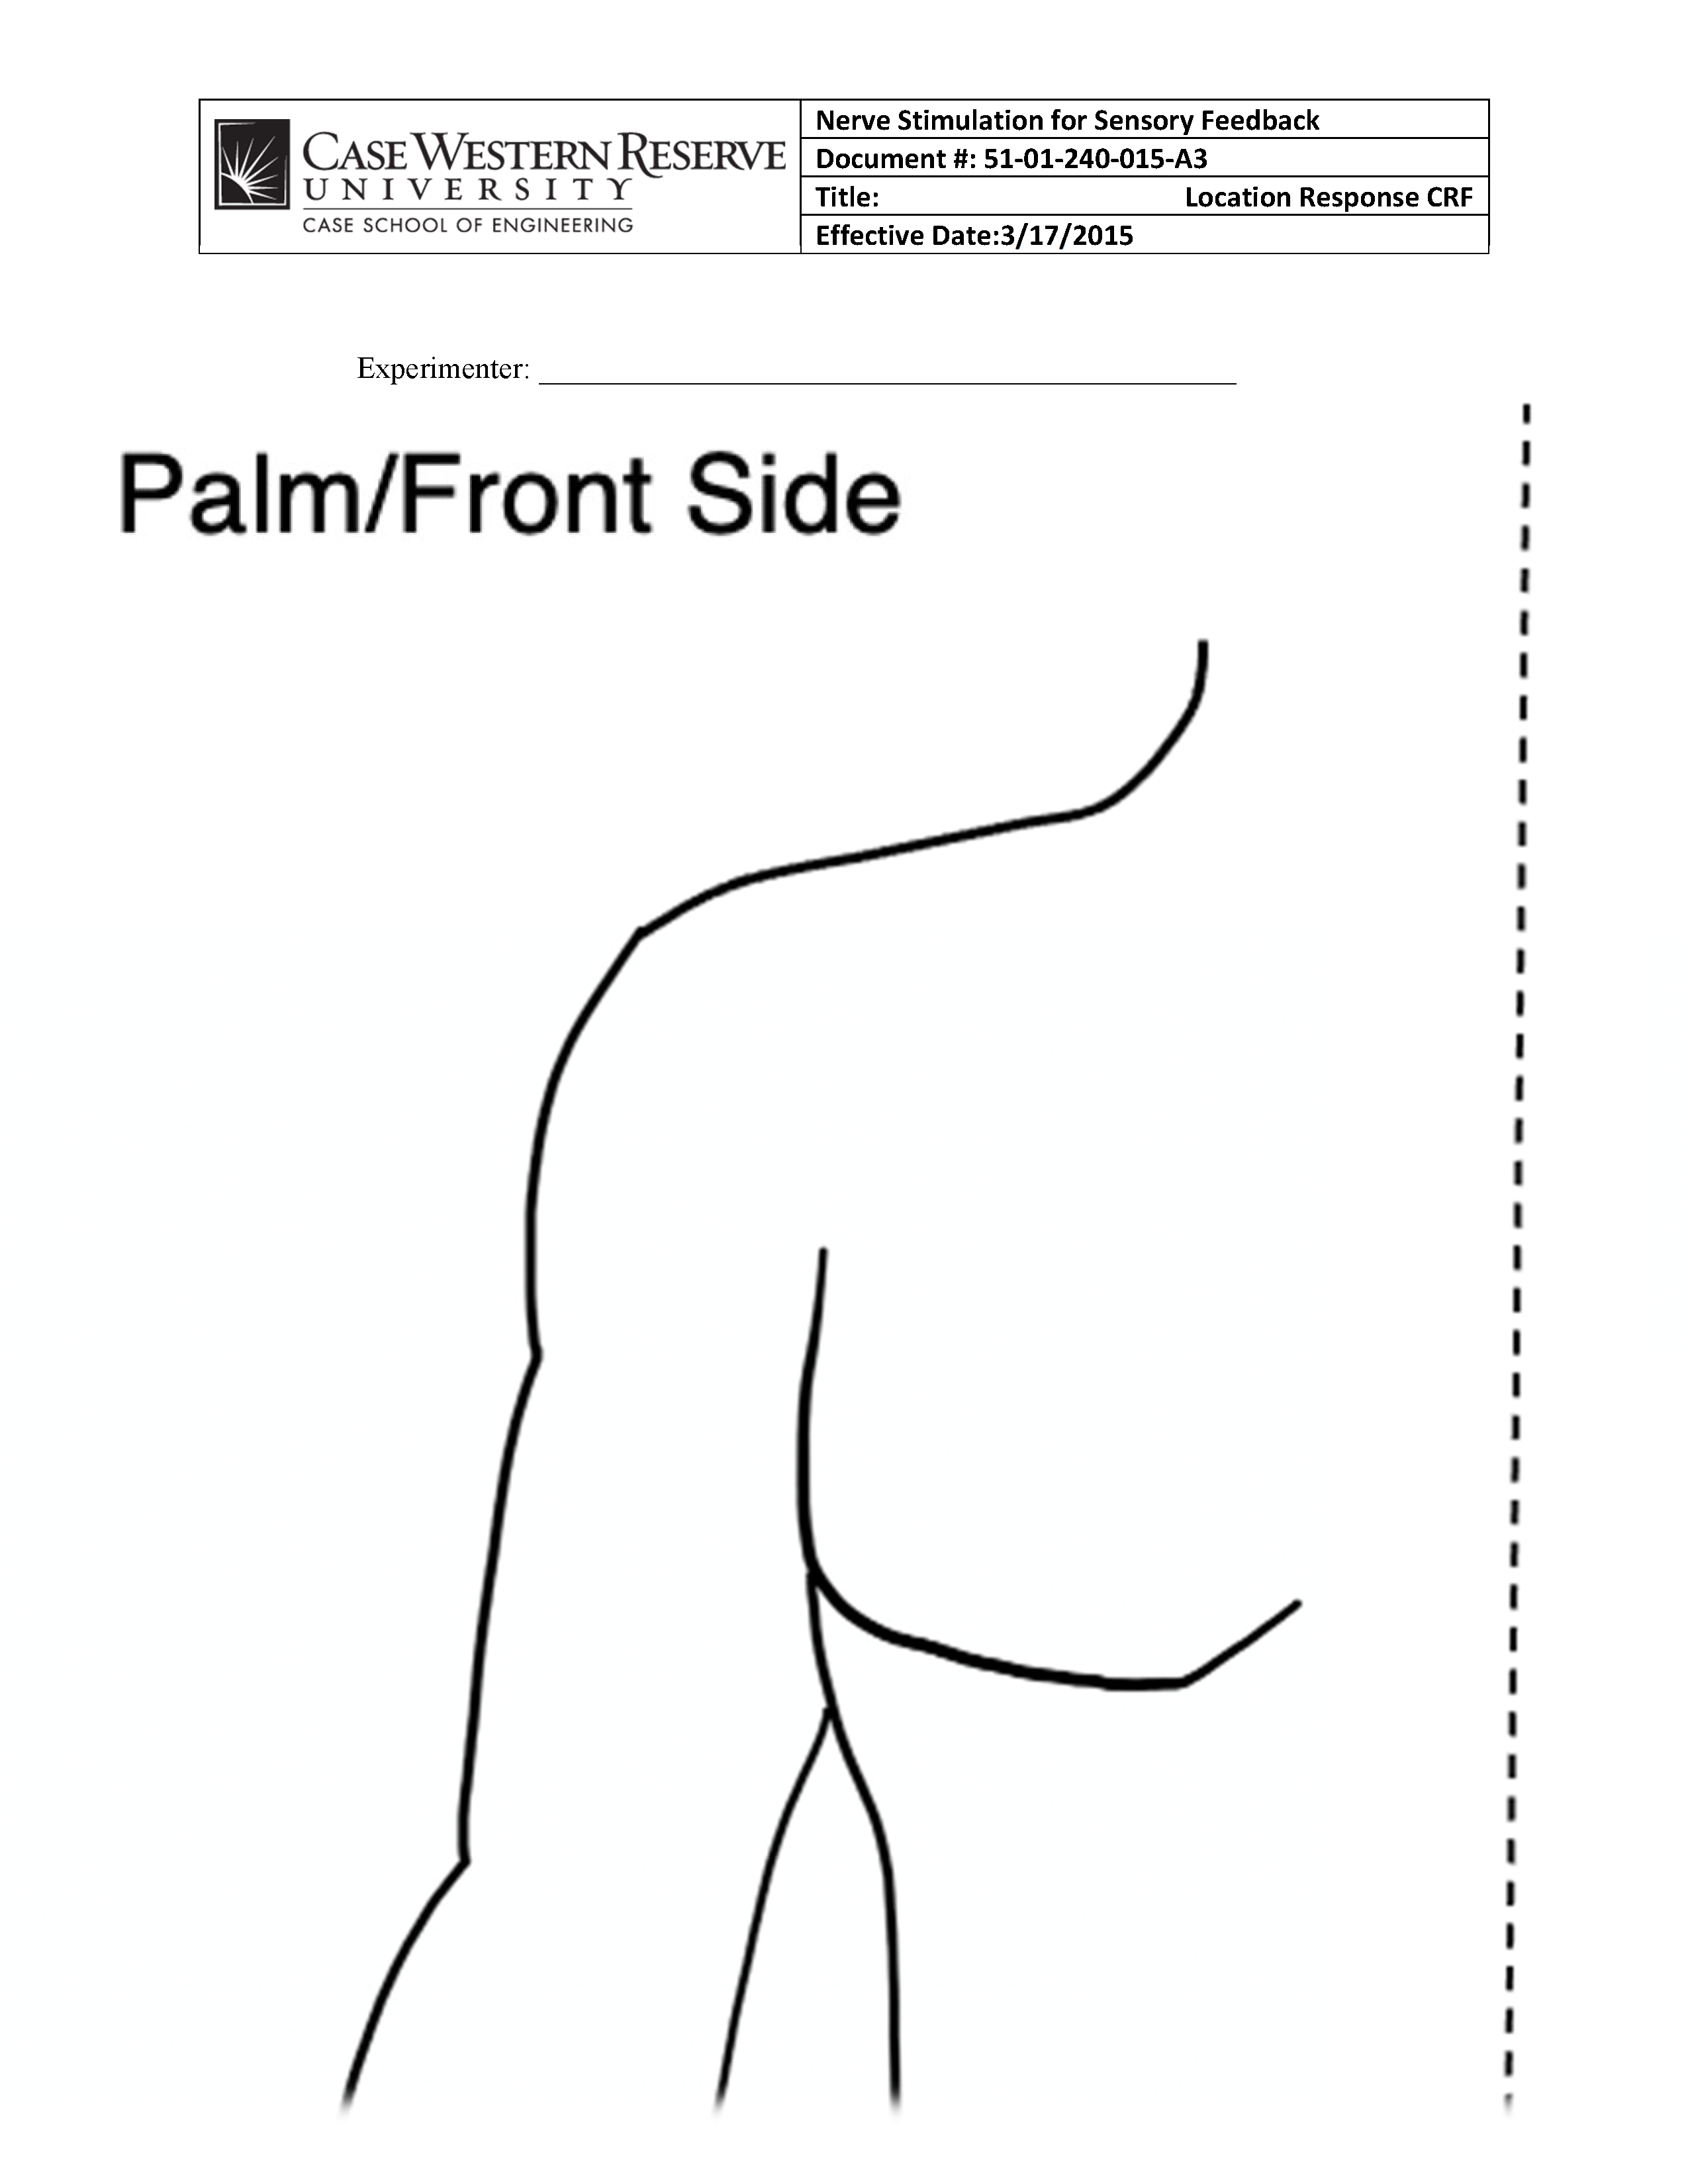 CASE WESTERN RESERVE
UNIVERSITY
CASE SCHOOL OF ENGINEERING
Nerve Stimulation for Sensory Feedback
Document #: 51-01-240-015-A3
Title: Location Response CRF
Effective Date:3/17/2015
Experimenter:
Palm/Front Side